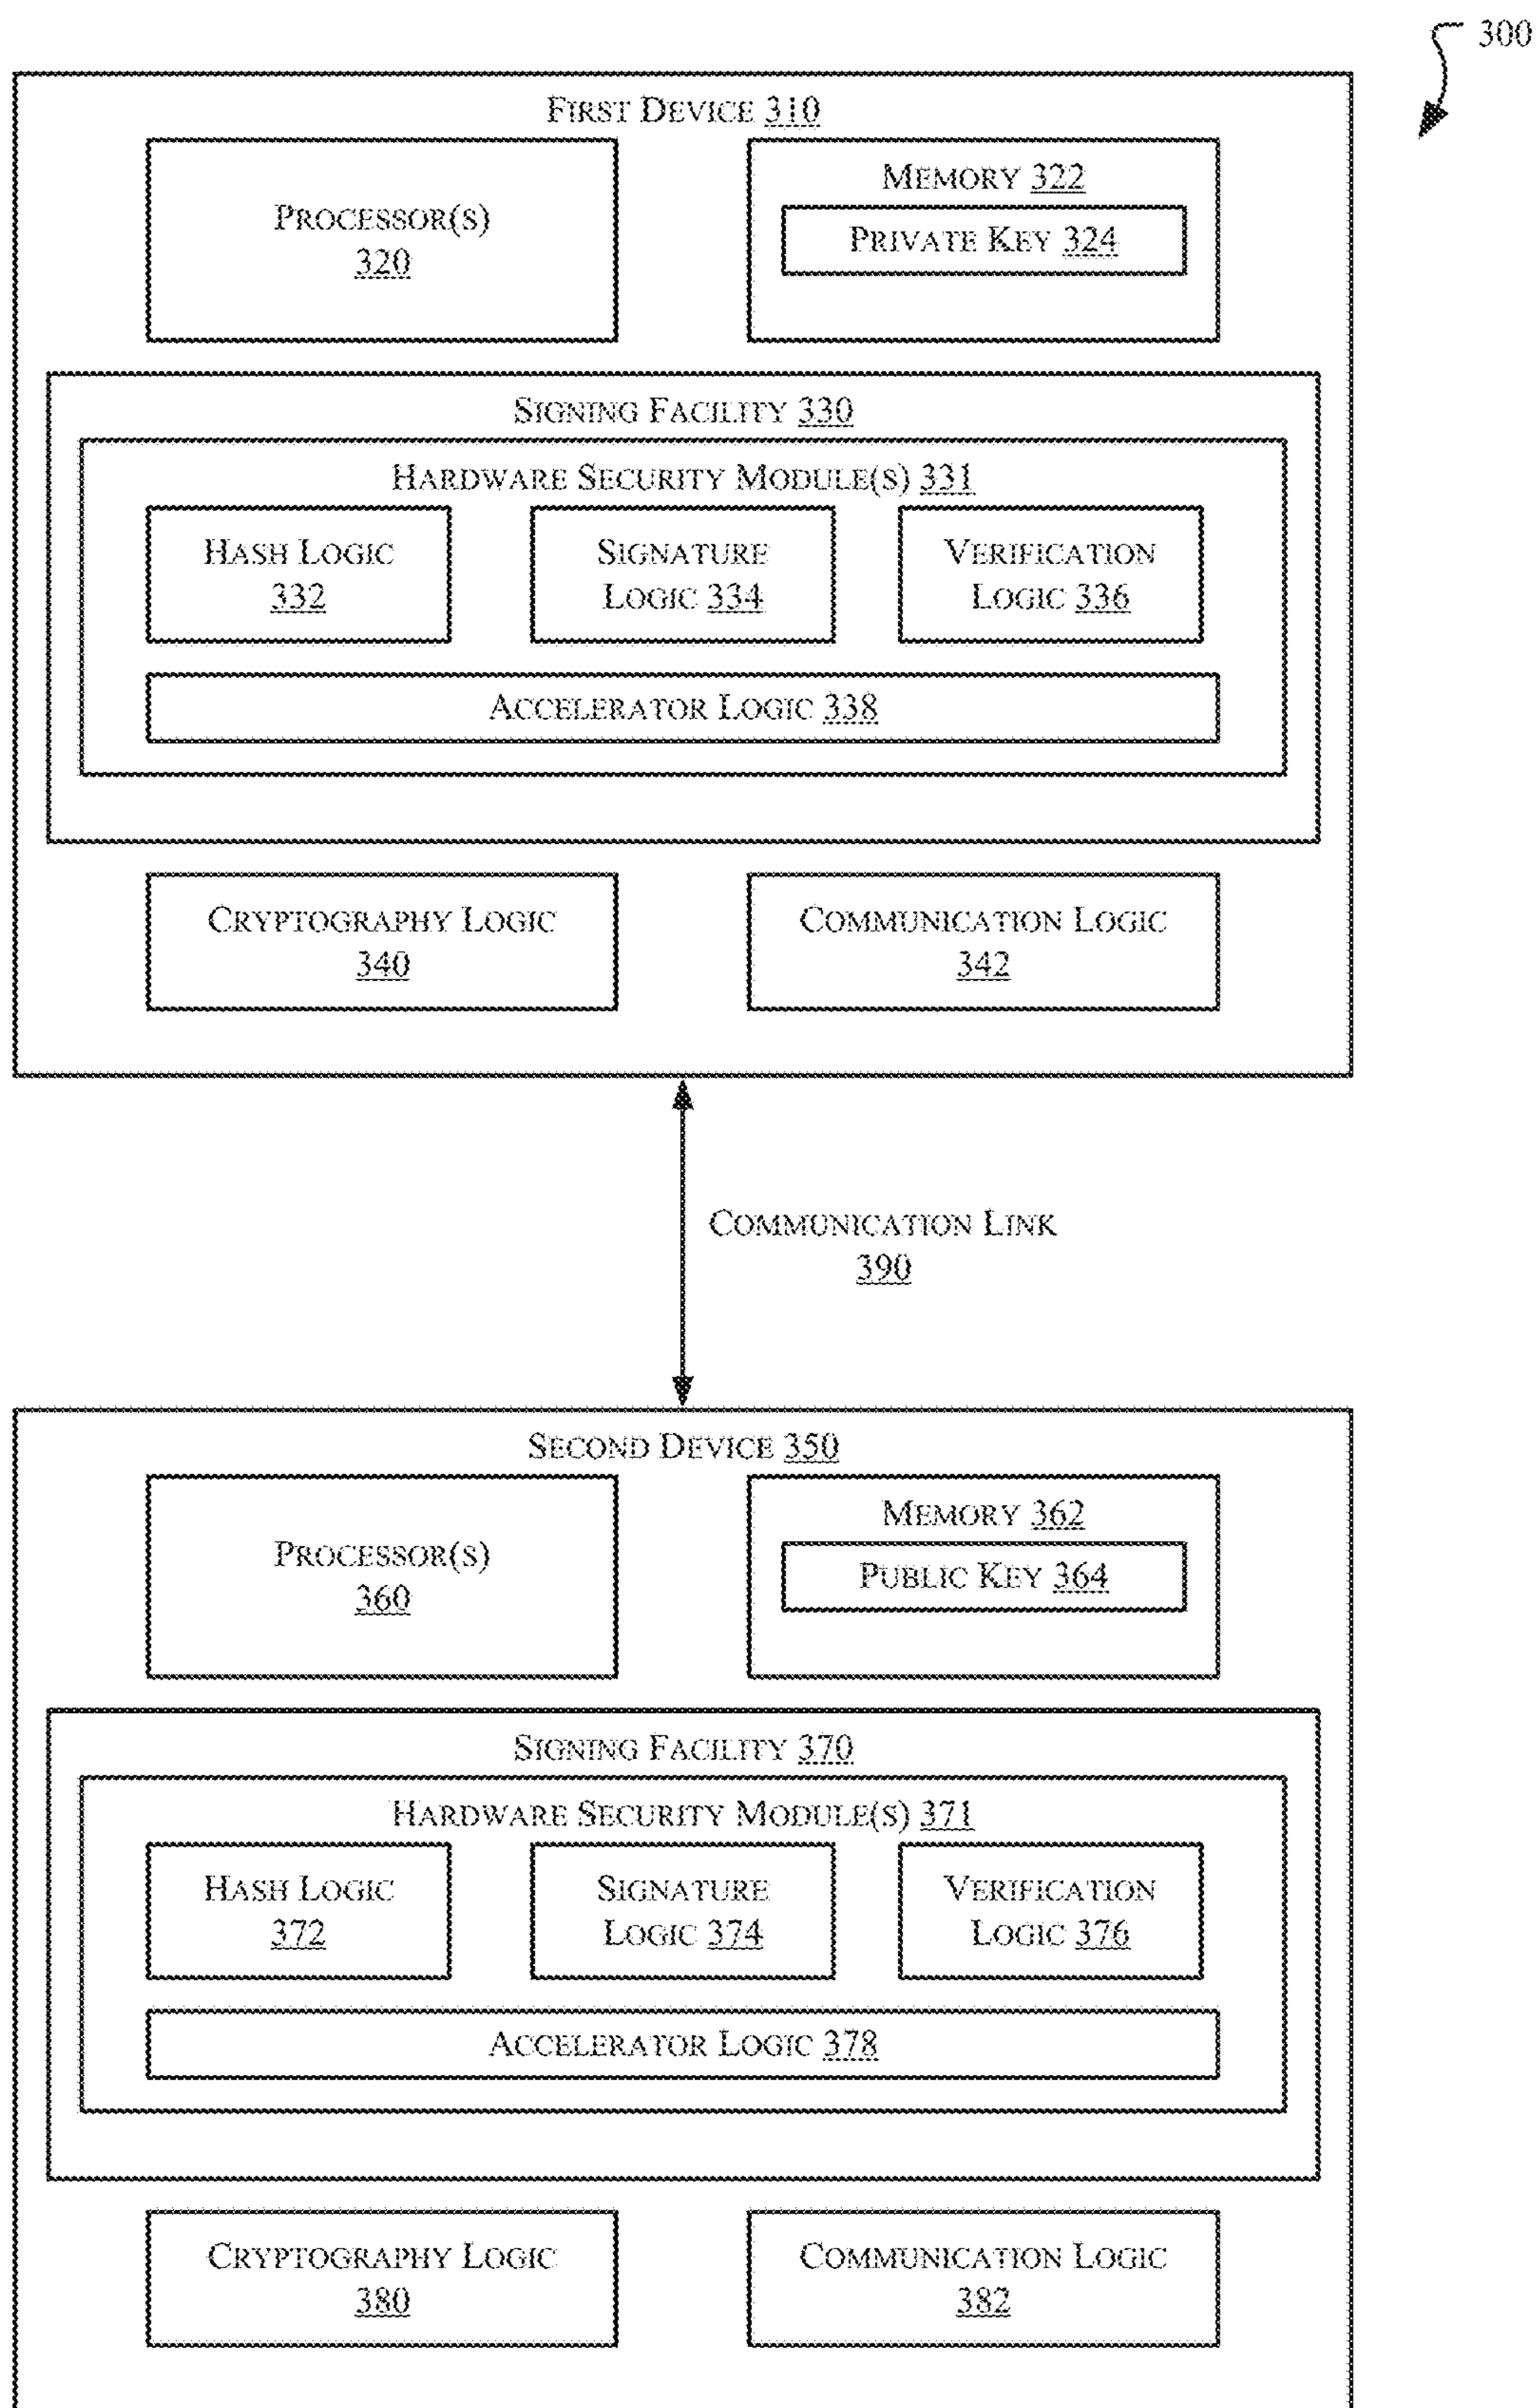 300
FIRST DEVICE 310
PROCESSOR(S)
320
MEMORY 322
PRIVATE KEY 324
SIGNING FACILITY 330
HARDWARE SECURITY MODULE(S) 331
HASH LOGIC
332
SIGNATURE
LOGIC 334
VERIFICATION
LOGIC 336
ACCELERATOR LOGIC 338
CRYPTOGRAPHY LOGIC
340
COMMUNICATION LOGIC
342
COMMUNICATION LINK
390
SECOND DEVICE 350
PROCESSOR(S)
360
MEMORY 362
PUBLIC KEY 364
SIGNING FACILITY 370
HARDWARE SECURITY MODULE(S) 371
HASH LOGIC
372
SIGNATURE
LOGIC 374
VERIFICATION
LOGIC 376
ACCELERATOR LOGIC 378
CRYPTOGRAPHY LOGIC
380
COMMUNICATION LOGIC
382